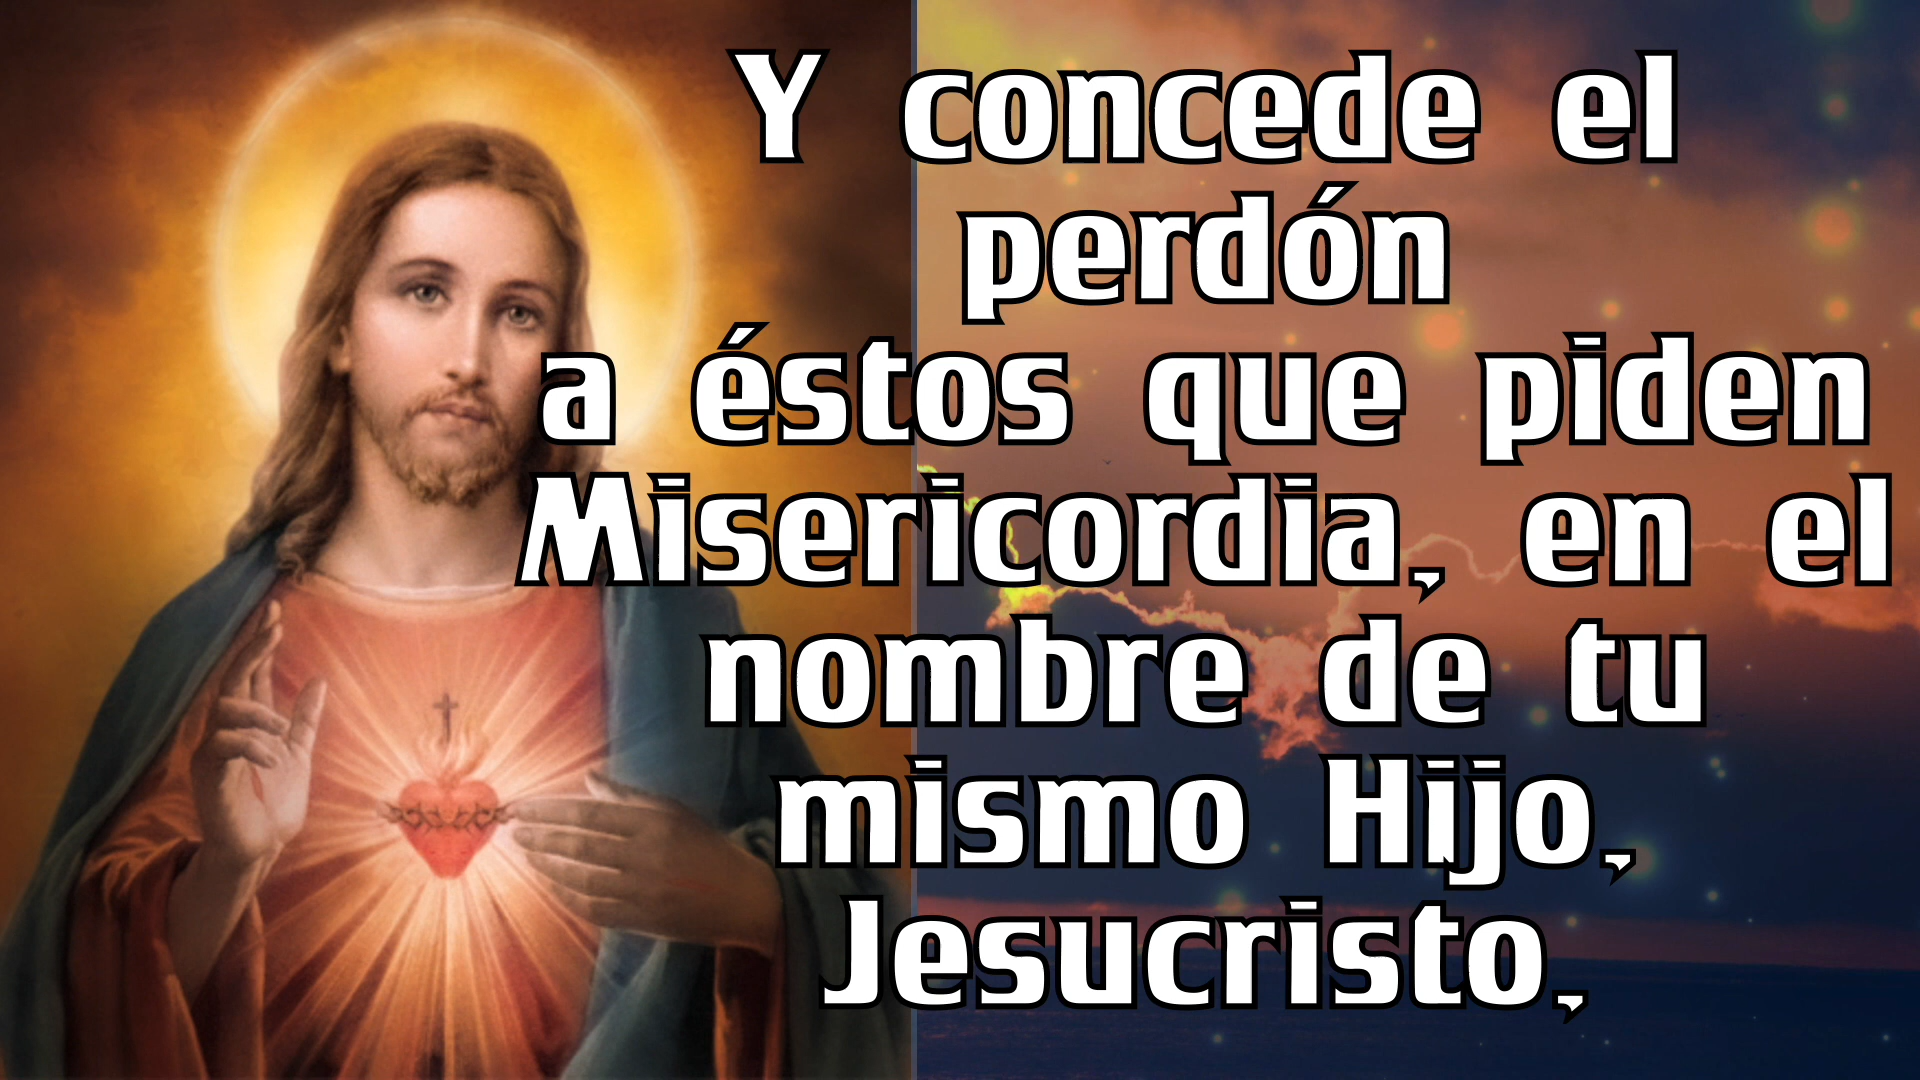 Y concede el
perdón
a éstos que piden
Misericordia, en el
nombre de tu
mismo Hijo,
Jesucristo,